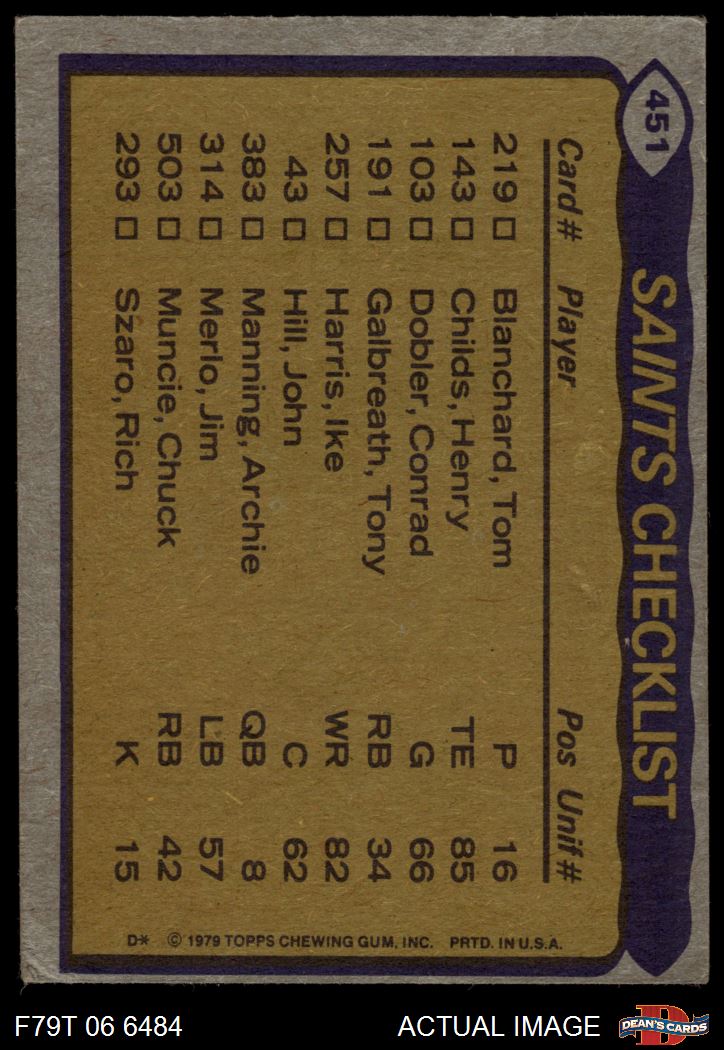 451
SAINTS CHECKLIST
Card # Player Pos Unif #
219 Blanchard, Tom P 16
143 Childs, Henry TE 85
103 Dobler, Conrad G 66
191 Galbreath, Tony RB 34
257 Harris, Ike WR 82
43 Hill, John C 62
383 Manning, Archie QB 8
314 Merlo, Jim LB 57
503 Muncie, Chuck RB 42
293 Szaro, Rich K 15
D* © 1979 TOPPS CHEWING GUM, INC. PRTD. IN U.S.A.
F79T 06 6484 ACTUAL IMAGE
D
DEAN'S CARDS